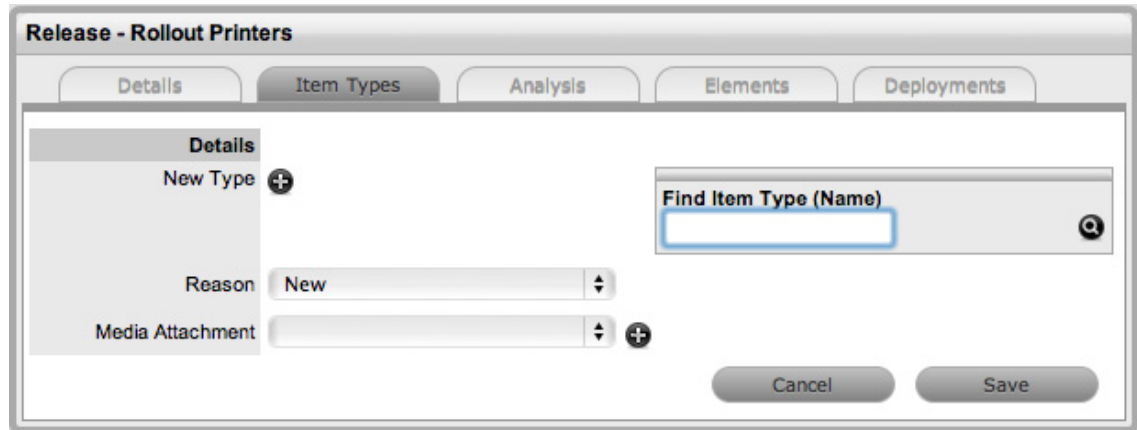 Release - Rollout Printers
Details Item Types Analysis Elements Deployments
Details
New Type
Find Item Type (Name)
Reason New
Media Attachment
Cancel Save